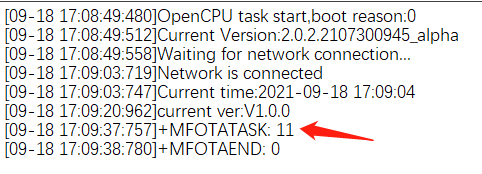 [09-18 17:08:49:480]OpenCPU task start,boot reason:0
[09-18 17:08:49:512]Current Version:2.0.2.2107300945_alpha
[09-18 17:08:49:558]Waiting for network connection...
[09-18 17:09:03:719]Network is connected
[09-18 17:09:03:747]Current time:2021-09-18 17:09:04
[09-18 17:09:20:962]current ver:V1.0.0
[09-18 17:09:37:757]+MFOTATASK: 11
[09-18 17:09:38:780]+MFOTAEND: 0